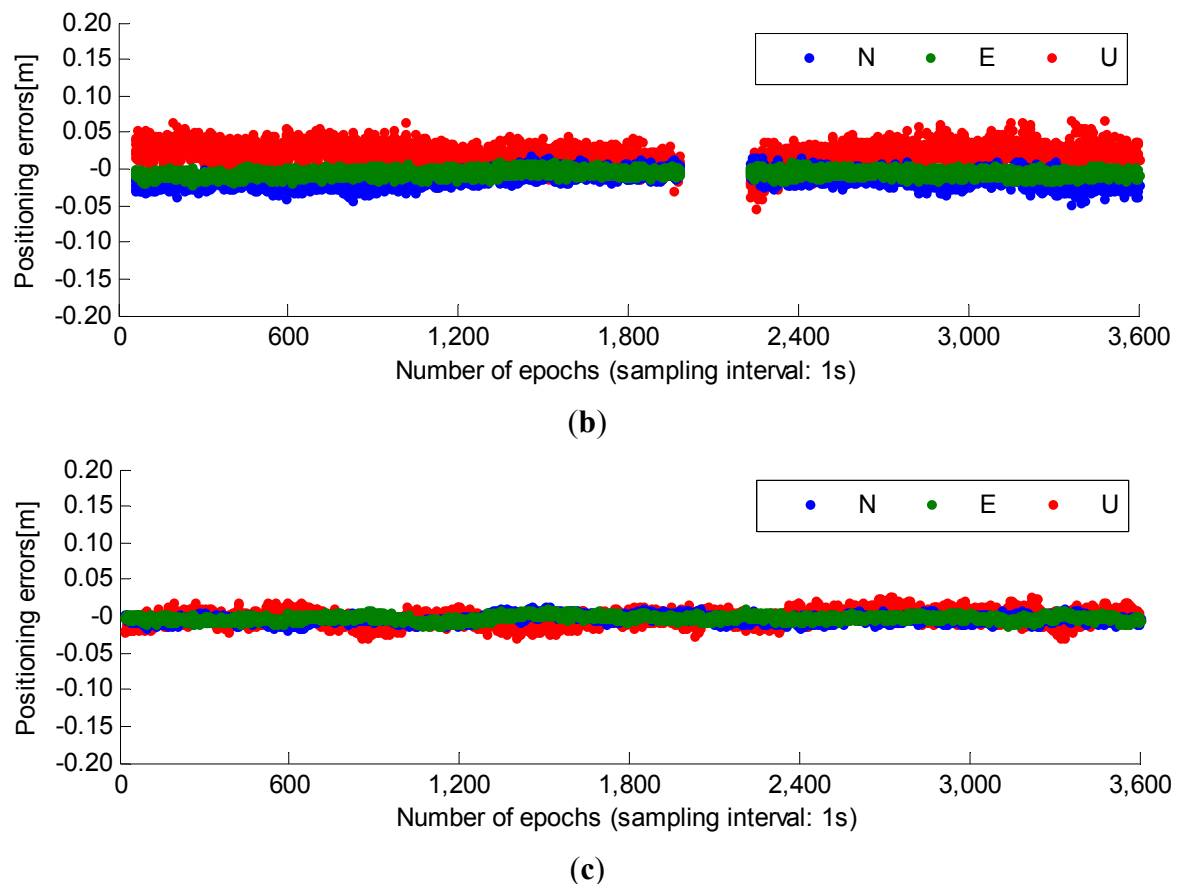 0.20
0.15
0.10
0.05
-0
-0.05
-0.10
-0.15
-0.20
Positioning errors[m]
N E U
0 600 1,200 1,800 2,400 3,000 3,600
Number of epochs (sampling interval: 1s)
(b)
0.20
0.15
0.10
0.05
-0
-0.05
-0.10
-0.15
-0.20
Positioning errors[m]
N E U
0 600 1,200 1,800 2,400 3,000 3,600
Number of epochs (sampling interval: 1s)
(c)